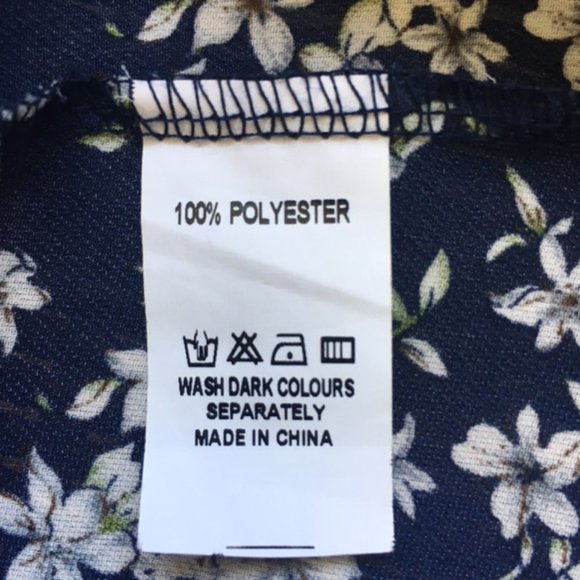 100% POLYESTER
WASH DARK COLOURS
SEPARATELY
MADE IN CHINA